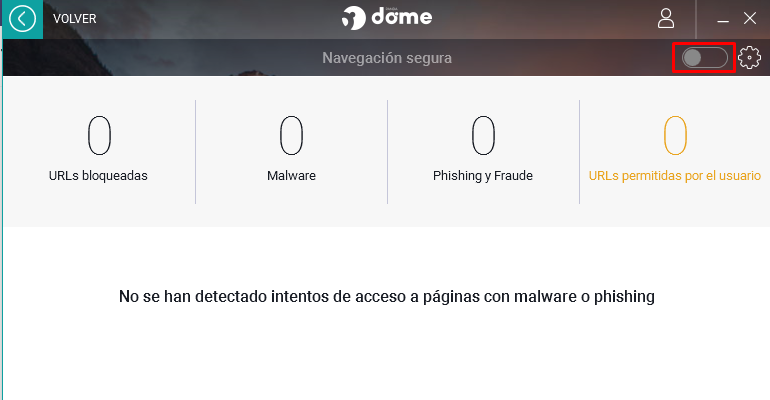 VOLVER
dome
Navegación segura
0
URLs bloqueadas
0
Malware
0
Phishing y Fraude
0
URLs permitidas por el usuario
No se han detectado intentos de acceso a páginas con malware o phishing